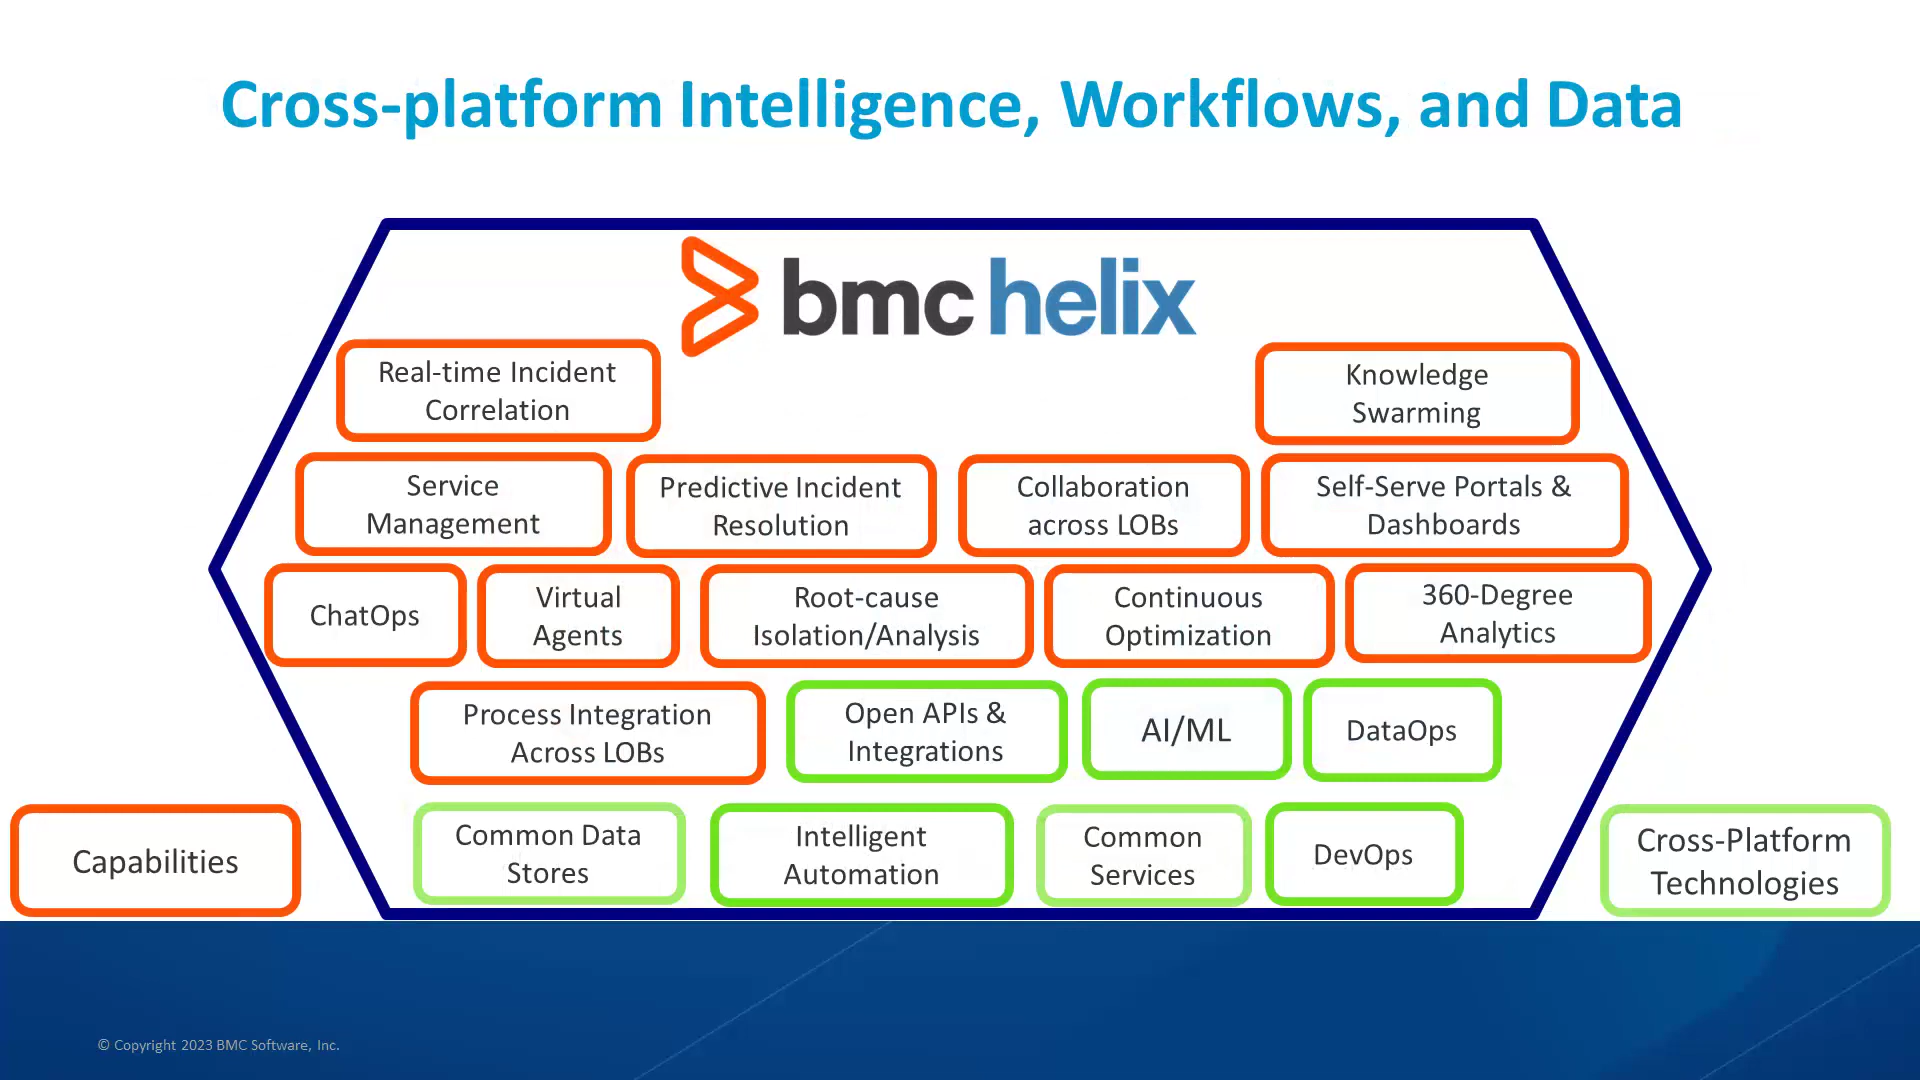 Cross-platform Intelligence, Workflows, and Data
bmc helix
Real-time Incident
Correlation
Knowledge
Swarming
Service
Management
Predictive Incident
Resolution
Collaboration
across LOBs
Self-Serve Portals &
Dashboards
ChatOps
Virtual
Agents
Root-cause
Isolation/Analysis
Continuous
Optimization
360-Degree
Analytics
Process Integration
Across LOBs
Open APIs &
Integrations
AI/ML
DataOps
Capabilities
Common Data
Stores
Intelligent
Automation
Common
Services
DevOps
Cross-Platform
Technologies
© Copyright 2023 BMC Software, Inc.